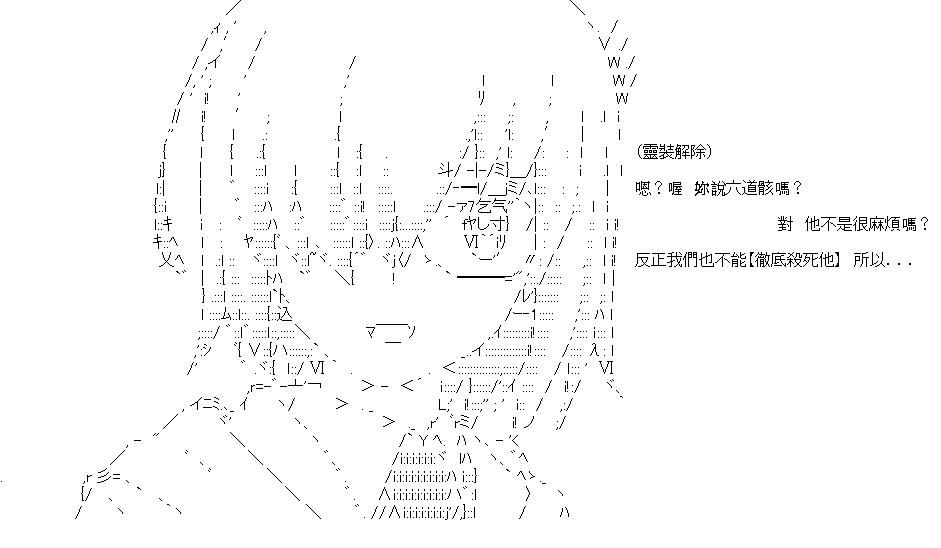 (靈裝解除)
嗯？喔　妳說六道骸嗎？
對　他不是很麻煩嗎？
反正我們也不能【徹底殺死他】　所以...